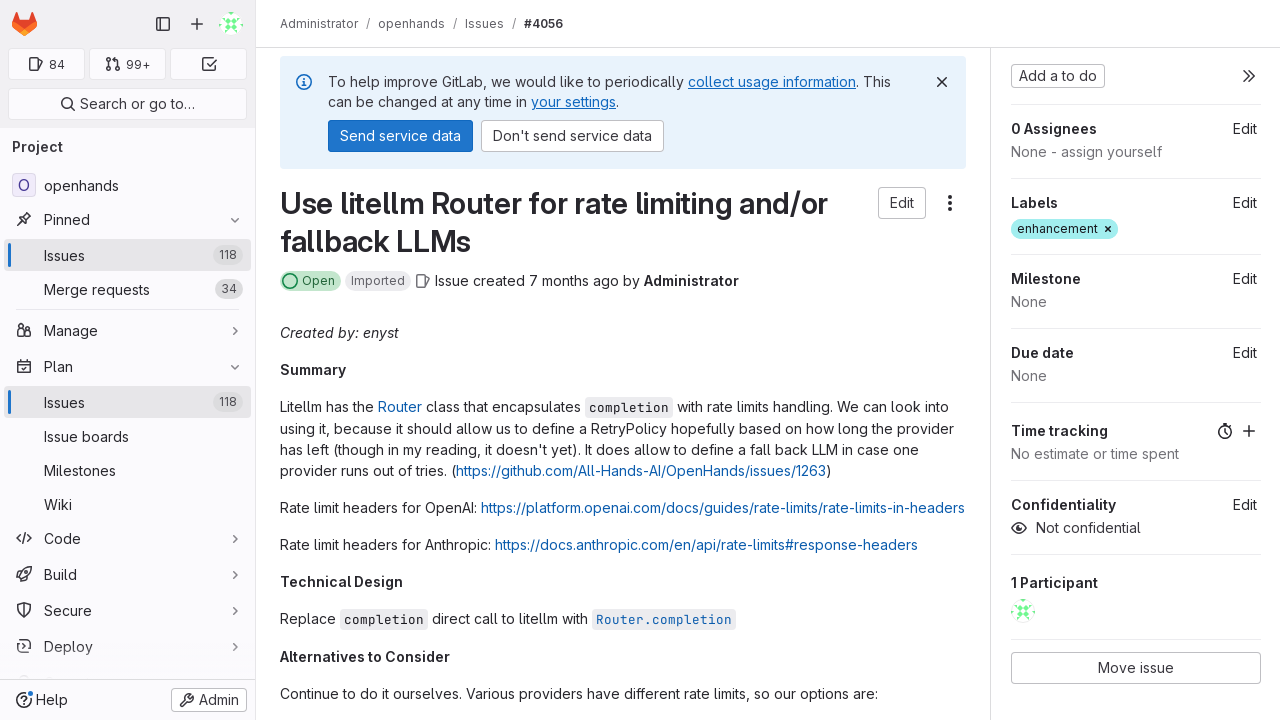 Administrator / openhands / Issues / #4056
84
99+
Search or go to…
Project
O openhands
Pinned
Issues 118
Merge requests 34
Manage
Plan
Issues 118
Issue boards
Milestones
Wiki
Code
Build
Secure
Deploy
Help
Admin
To help improve GitLab, we would like to periodically collect usage information. This
can be changed at any time in your settings.
Send service data
Don't send service data
Use litellm Router for rate limiting and/or
fallback LLMs
Edit
Open Imported Issue created 7 months ago by Administrator
Created by: enyst
Summary
Litellm has the Router class that encapsulates completion with rate limits handling. We can look into
using it, because it should allow us to define a RetryPolicy hopefully based on how long the provider
has left (though in my reading, it doesn't yet). It does allow to define a fall back LLM in case one
provider runs out of tries. (https://github.com/All-Hands-AI/OpenHands/issues/1263)
Rate limit headers for OpenAI: https://platform.openai.com/docs/guides/rate-limits/rate-limits-in-headers
Rate limit headers for Anthropic: https://docs.anthropic.com/en/api/rate-limits#response-headers
Technical Design
Replace completion direct call to litellm with Router.completion
Alternatives to Consider
Continue to do it ourselves. Various providers have different rate limits, so our options are:
Add a to do
0 Assignees Edit
None - assign yourself
Labels Edit
enhancement ×
Milestone Edit
None
Due date Edit
None
Time tracking
No estimate or time spent
Confidentiality Edit
Not confidential
1 Participant
Move issue